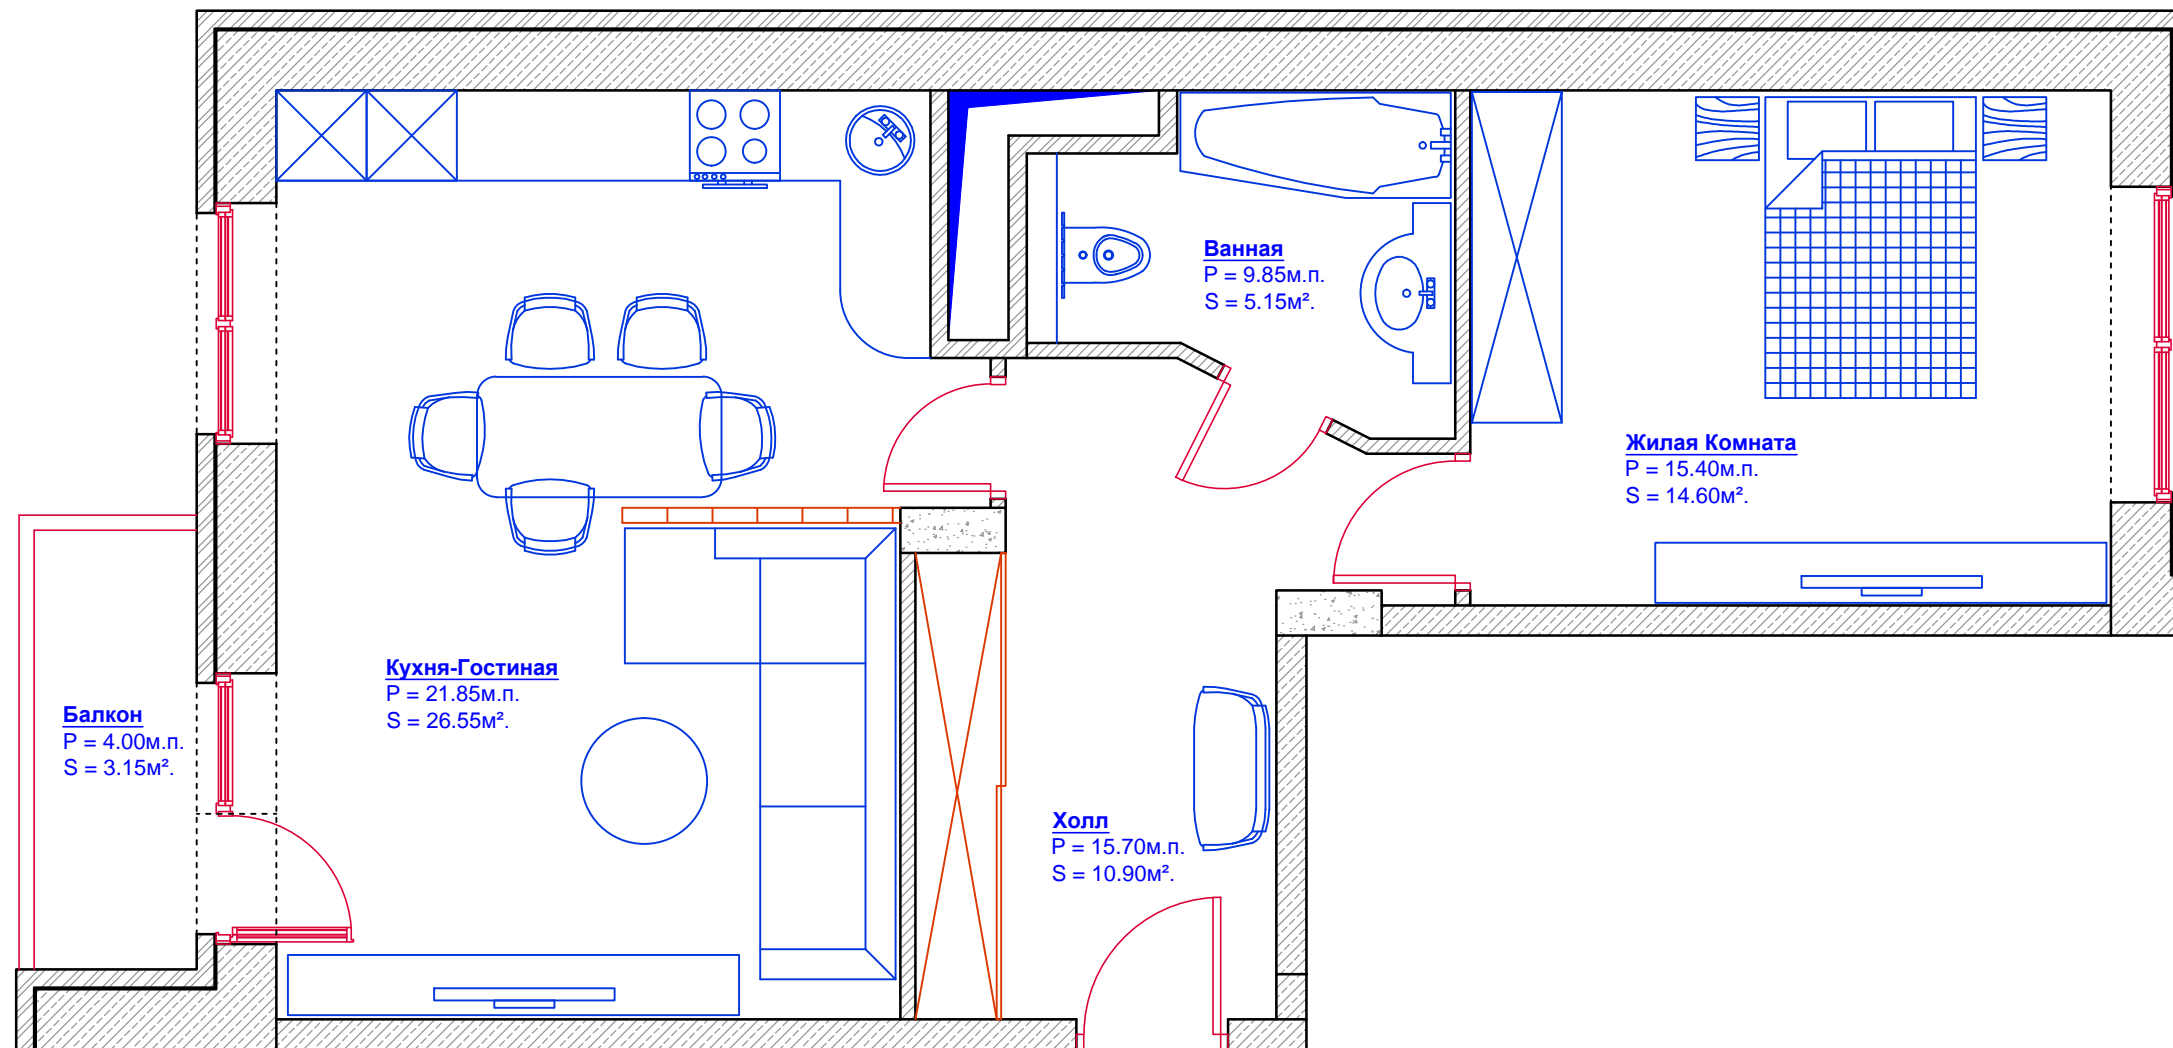 Ванная
P = 9.85м.п.
S = 5.15м².
Жилая Комната
P = 15.40м.п.
S = 14.60м².
Кухня-Гостиная
P = 21.85м.п.
S = 26.55м².
Балкон
P = 4.00м.п.
S = 3.15м².
Холл
P = 15.70м.п.
S = 10.90м².